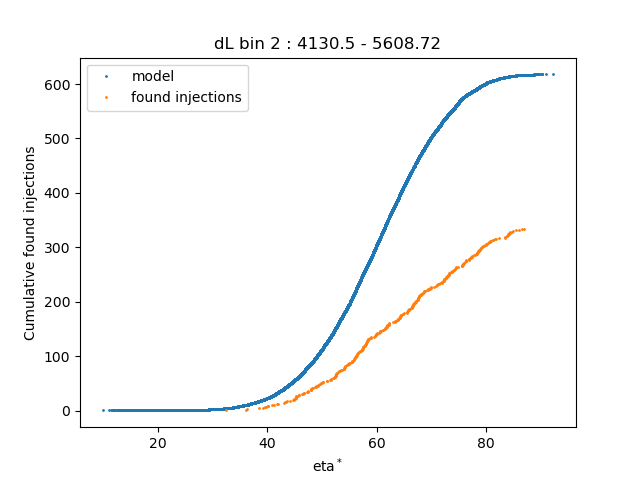 dL bin 2 : 4130.5 - 5608.72
model
found injections
Cumulative found injections
600
500
400
300
200
100
0
20 40 60 80
eta*